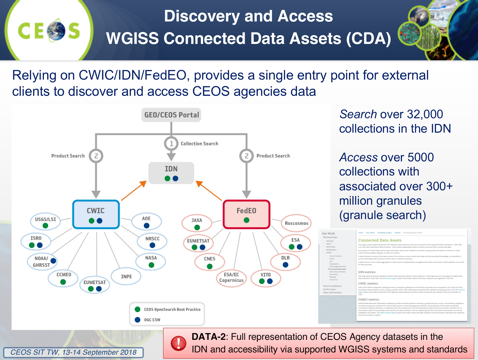 CEOS
Discovery and Access
WGISS Connected Data Assets (CDA)
Relying on CWIC/IDN/FedEO, provides a single entry point for external
clients to discover and access CEOS agencies data
GEO/CEOS Portal
1
Collective Search
Product Search
2
2
Product Search
IDN
CWIC
FedEO
USGS/LSI
AOE
ISRO
NRSCC
NOAA/
GHRSST
NASA
CCMEO
EUMETSAT
INPE
JAXA
Roscosmos
EUMETSAT
ESA
CNES
DLR
ESA/EC
Copernicus
VITO
CEOS OpenSearch Best Practice
OGC CSW
Search over 32,000
collections in the IDN
Access over 5000
collections with
associated over 300+
million granules
(granule search)
Connected Data Assets
DATA-2: Full representation of CEOS Agency datasets in the
IDN and accessibility via supported WGISS systems and standards
CEOS SIT TW, 13-14 September 2018